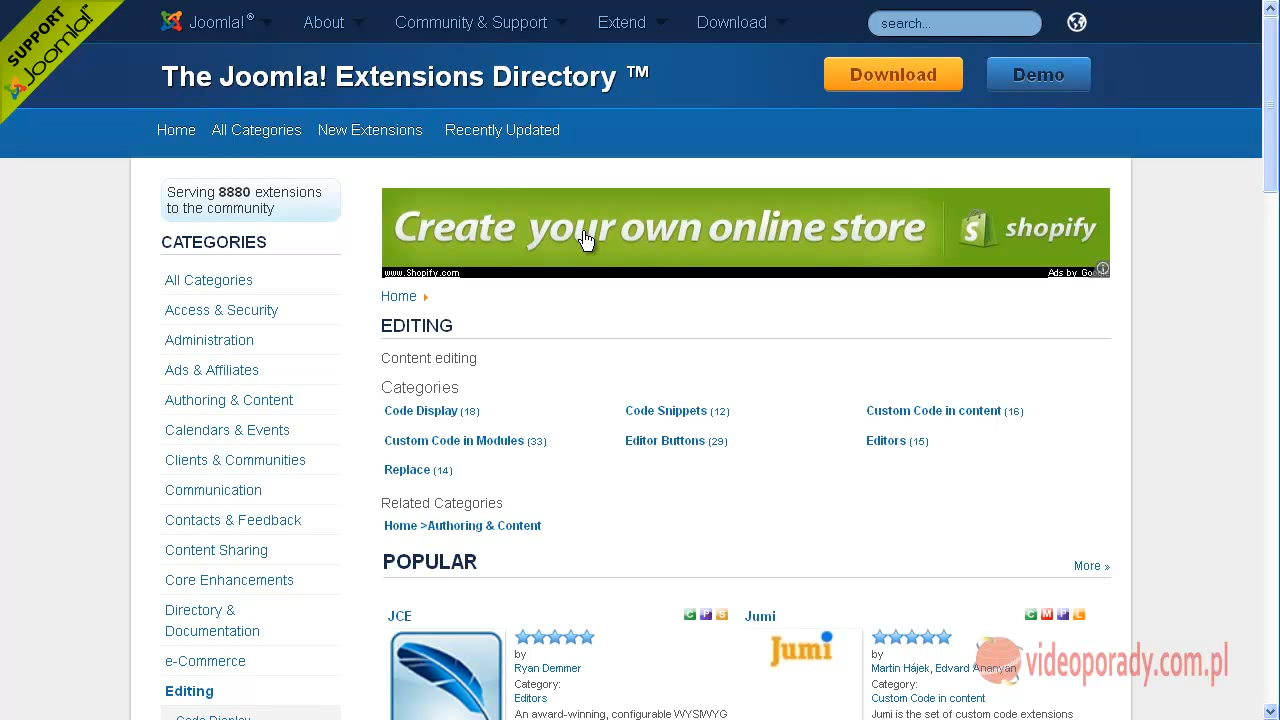 SUPPORT
Joomla!™
Joomla!® About Community & Support Extend Download search...
The Joomla! Extensions Directory ™ Download Demo
Home All Categories New Extensions Recently Updated
Serving 8880 extensions
to the community
CATEGORIES
All Categories
Access & Security
Administration
Ads & Affiliates
Authoring & Content
Calendars & Events
Clients & Communities
Communication
Contacts & Feedback
Content Sharing
Core Enhancements
Directory &
Documentation
e-Commerce
Editing
Code Display
Create your own online store shopify
www.Shopify.com Ads by
Home
EDITING
Content editing
Categories
Code Display (18) Code Snippets (12) Custom Code in content (16)
Custom Code in Modules (33) Editor Buttons (29) Editors (15)
Replace (14)
Related Categories
Home >Authoring & Content
POPULAR More »
JCE C P S
by
Ryan Demmer
Category:
Editors
An award winning, configurable WYSIWYG
Jumi C M P L
Jumi
by
Martin Hájek, Edvard Ananyan
Category:
Custom Code in content
Jumi is the set of custom code extensions
videoporady.com.pl